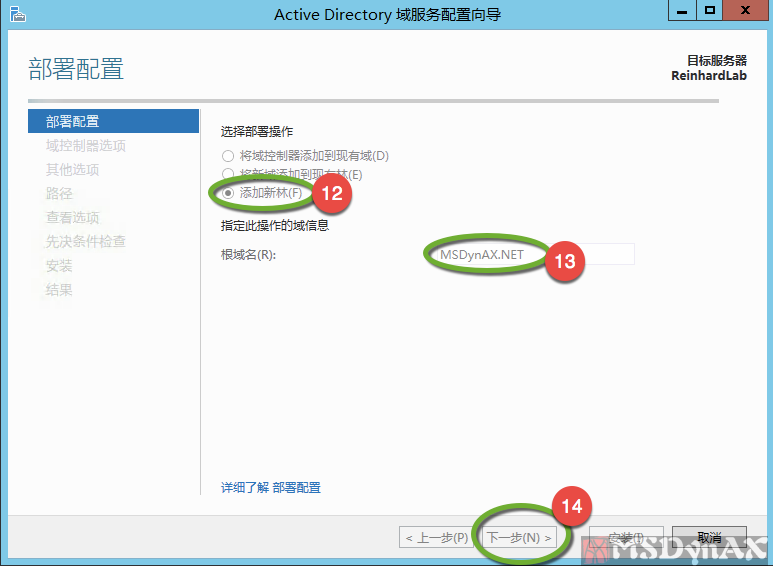 Active Directory 域服务配置向导
部署配置
目标服务器
ReinhardLab
部署配置
域控制器选项
其他选项
路径
查看选项
先决条件检查
安装
结果
选择部署操作
将域控制器添加到现有域(D)
将新域添加到现有林(E)
添加新林(F)
12
指定此操作的域信息
根域名(R):
MSDynAX.NET
13
详细了解 部署配置
14
< 上一步(P)
下一步(N) >
安装(I)
取消
MSDynAX